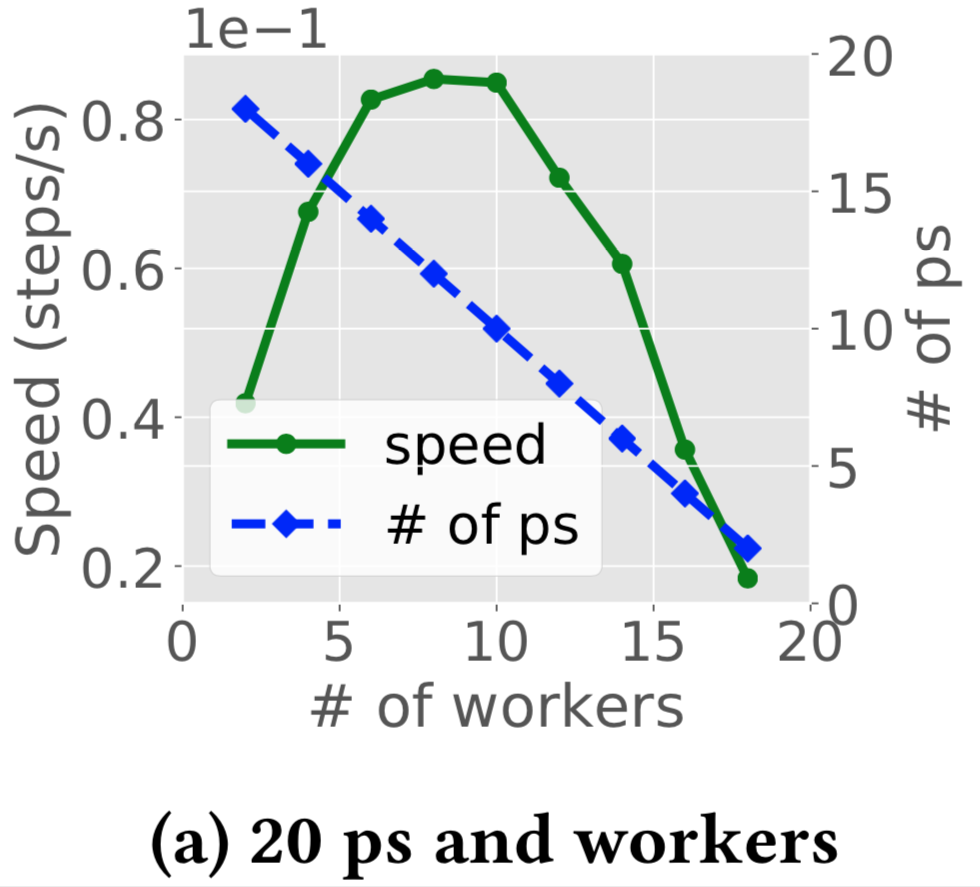 1e−1
Speed (steps/s)
0.8
0.6
0.4
0.2
20
15
10
5
0
# of ps
speed
# of ps
0
5
10
15
20
# of workers
(a) 20 ps and workers